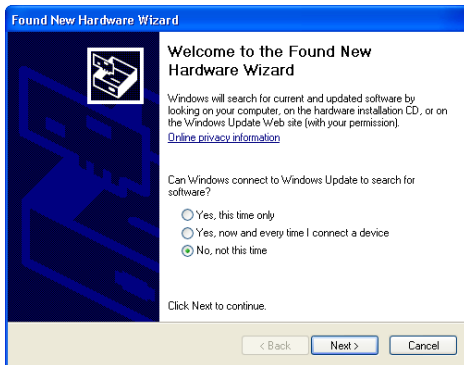 Found New Hardware Wizard
Welcome to the Found New
Hardware Wizard
Windows will search for current and updated software by
looking on your computer, on the hardware installation CD, or on
the Windows Update Web site (with your permission).
Online privacy information
Can Windows connect to Windows Update to search for
software?
Yes, this time only
Yes, now and every time I connect a device
No, not this time
Click Next to continue.
< Back
Next >
Cancel